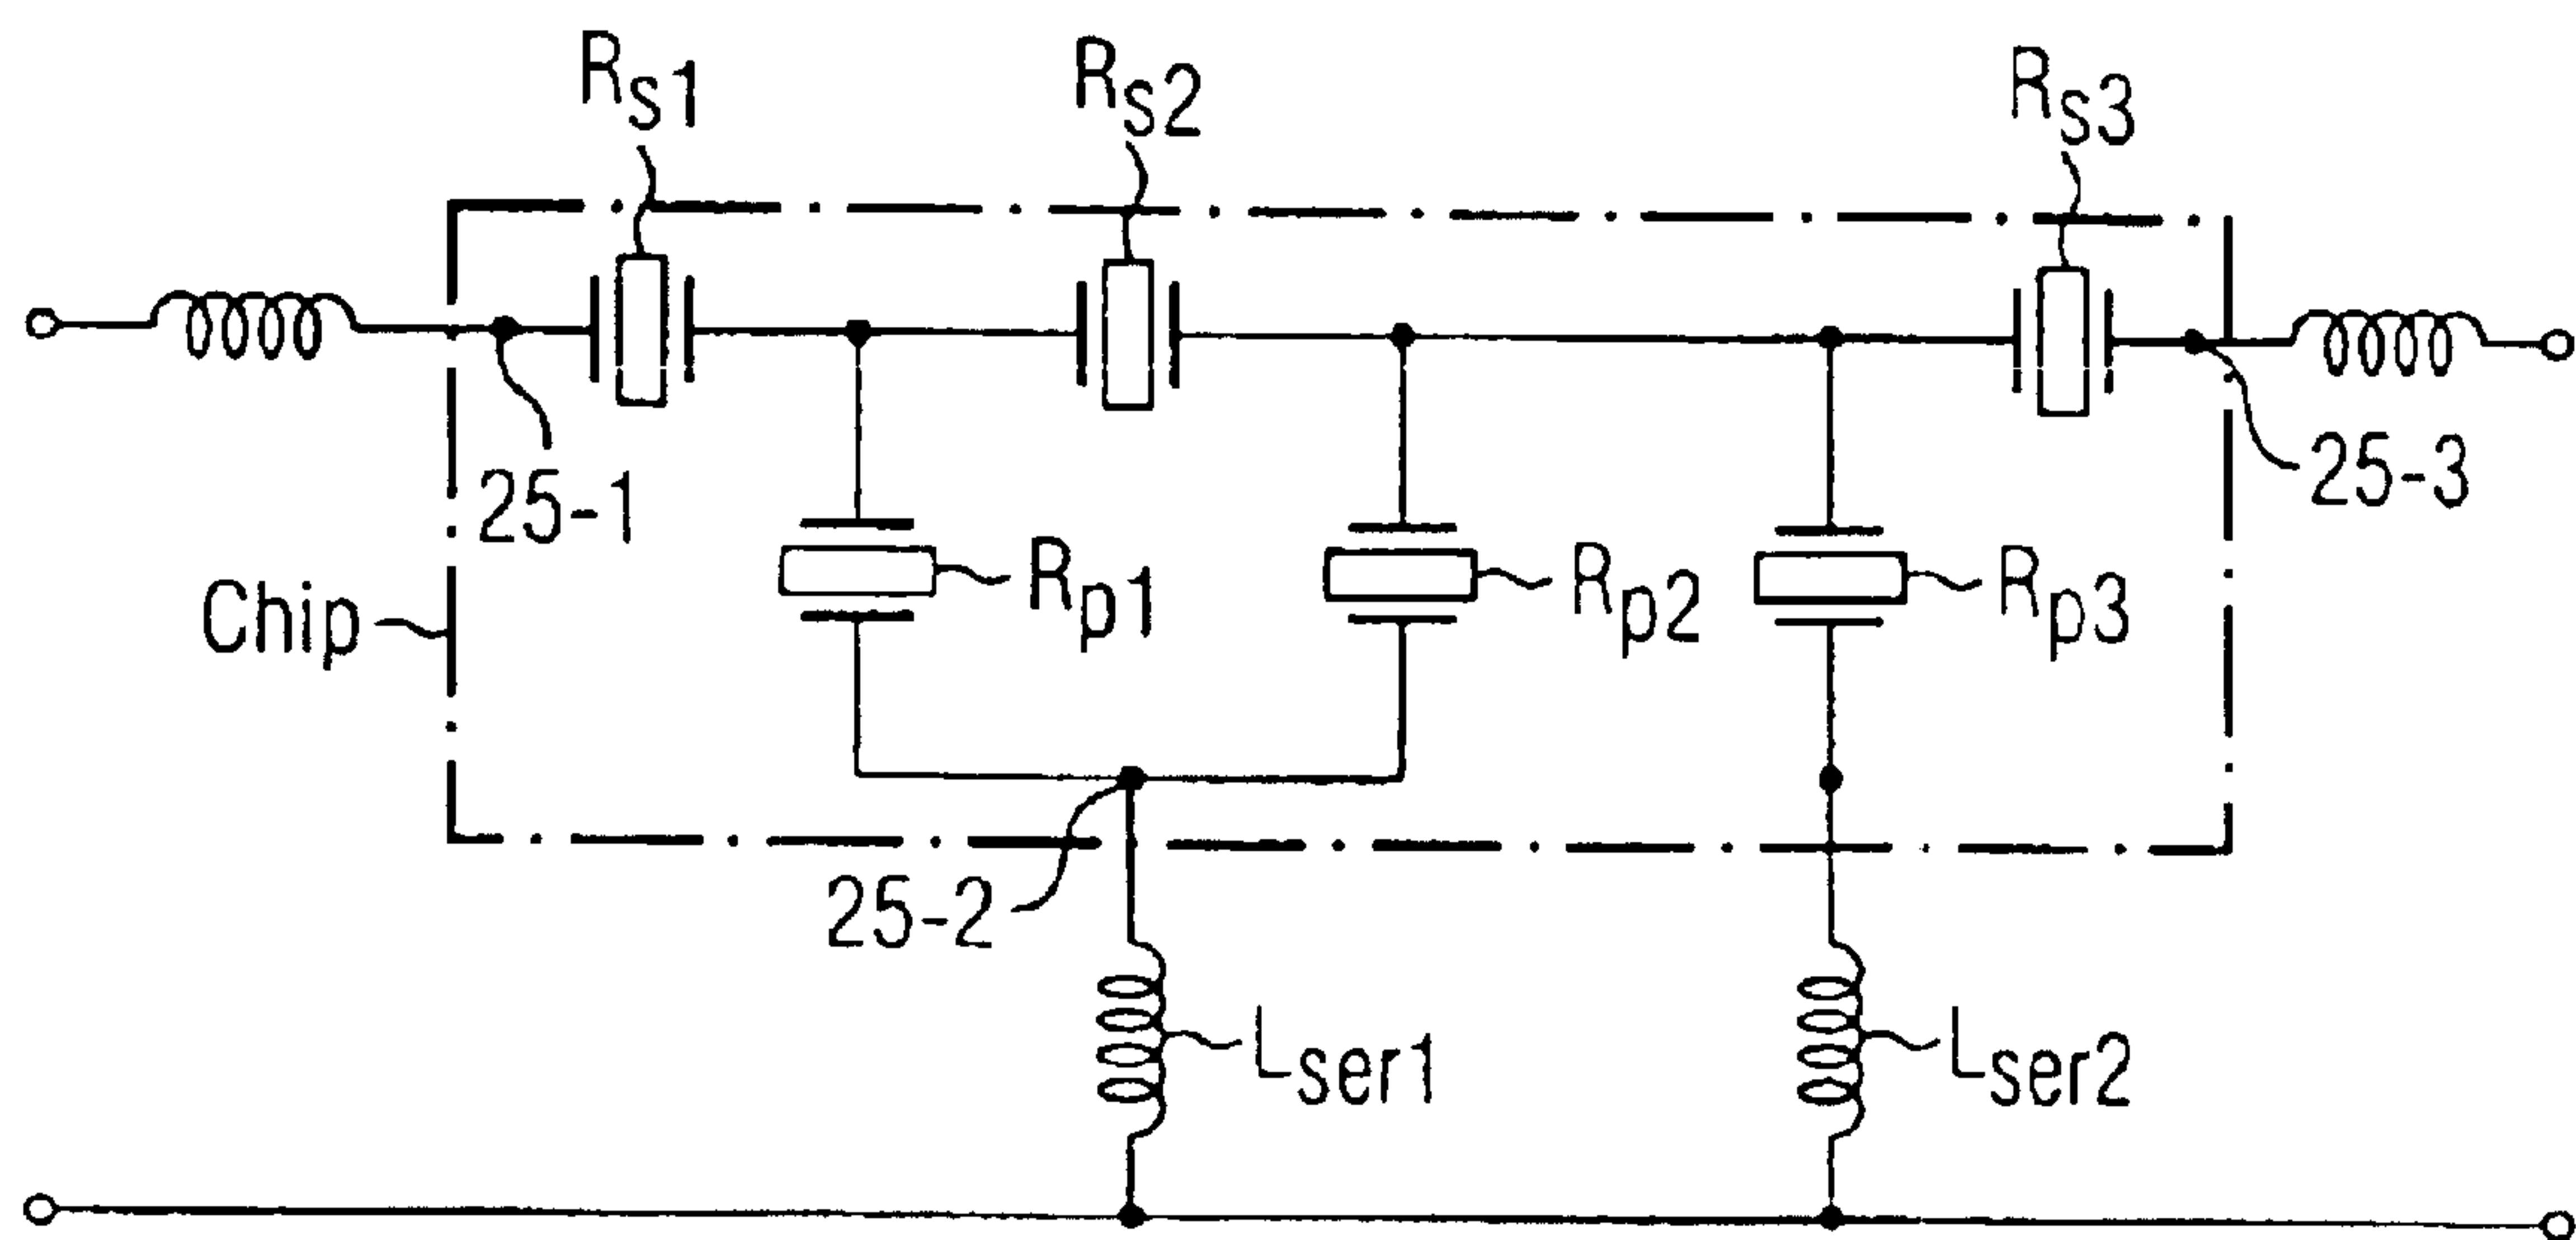 Rs1
Rs2
Rs3
25-1
25-3
Chip
Rp1
Rp2
Rp3
25-2
Lser1
Lser2